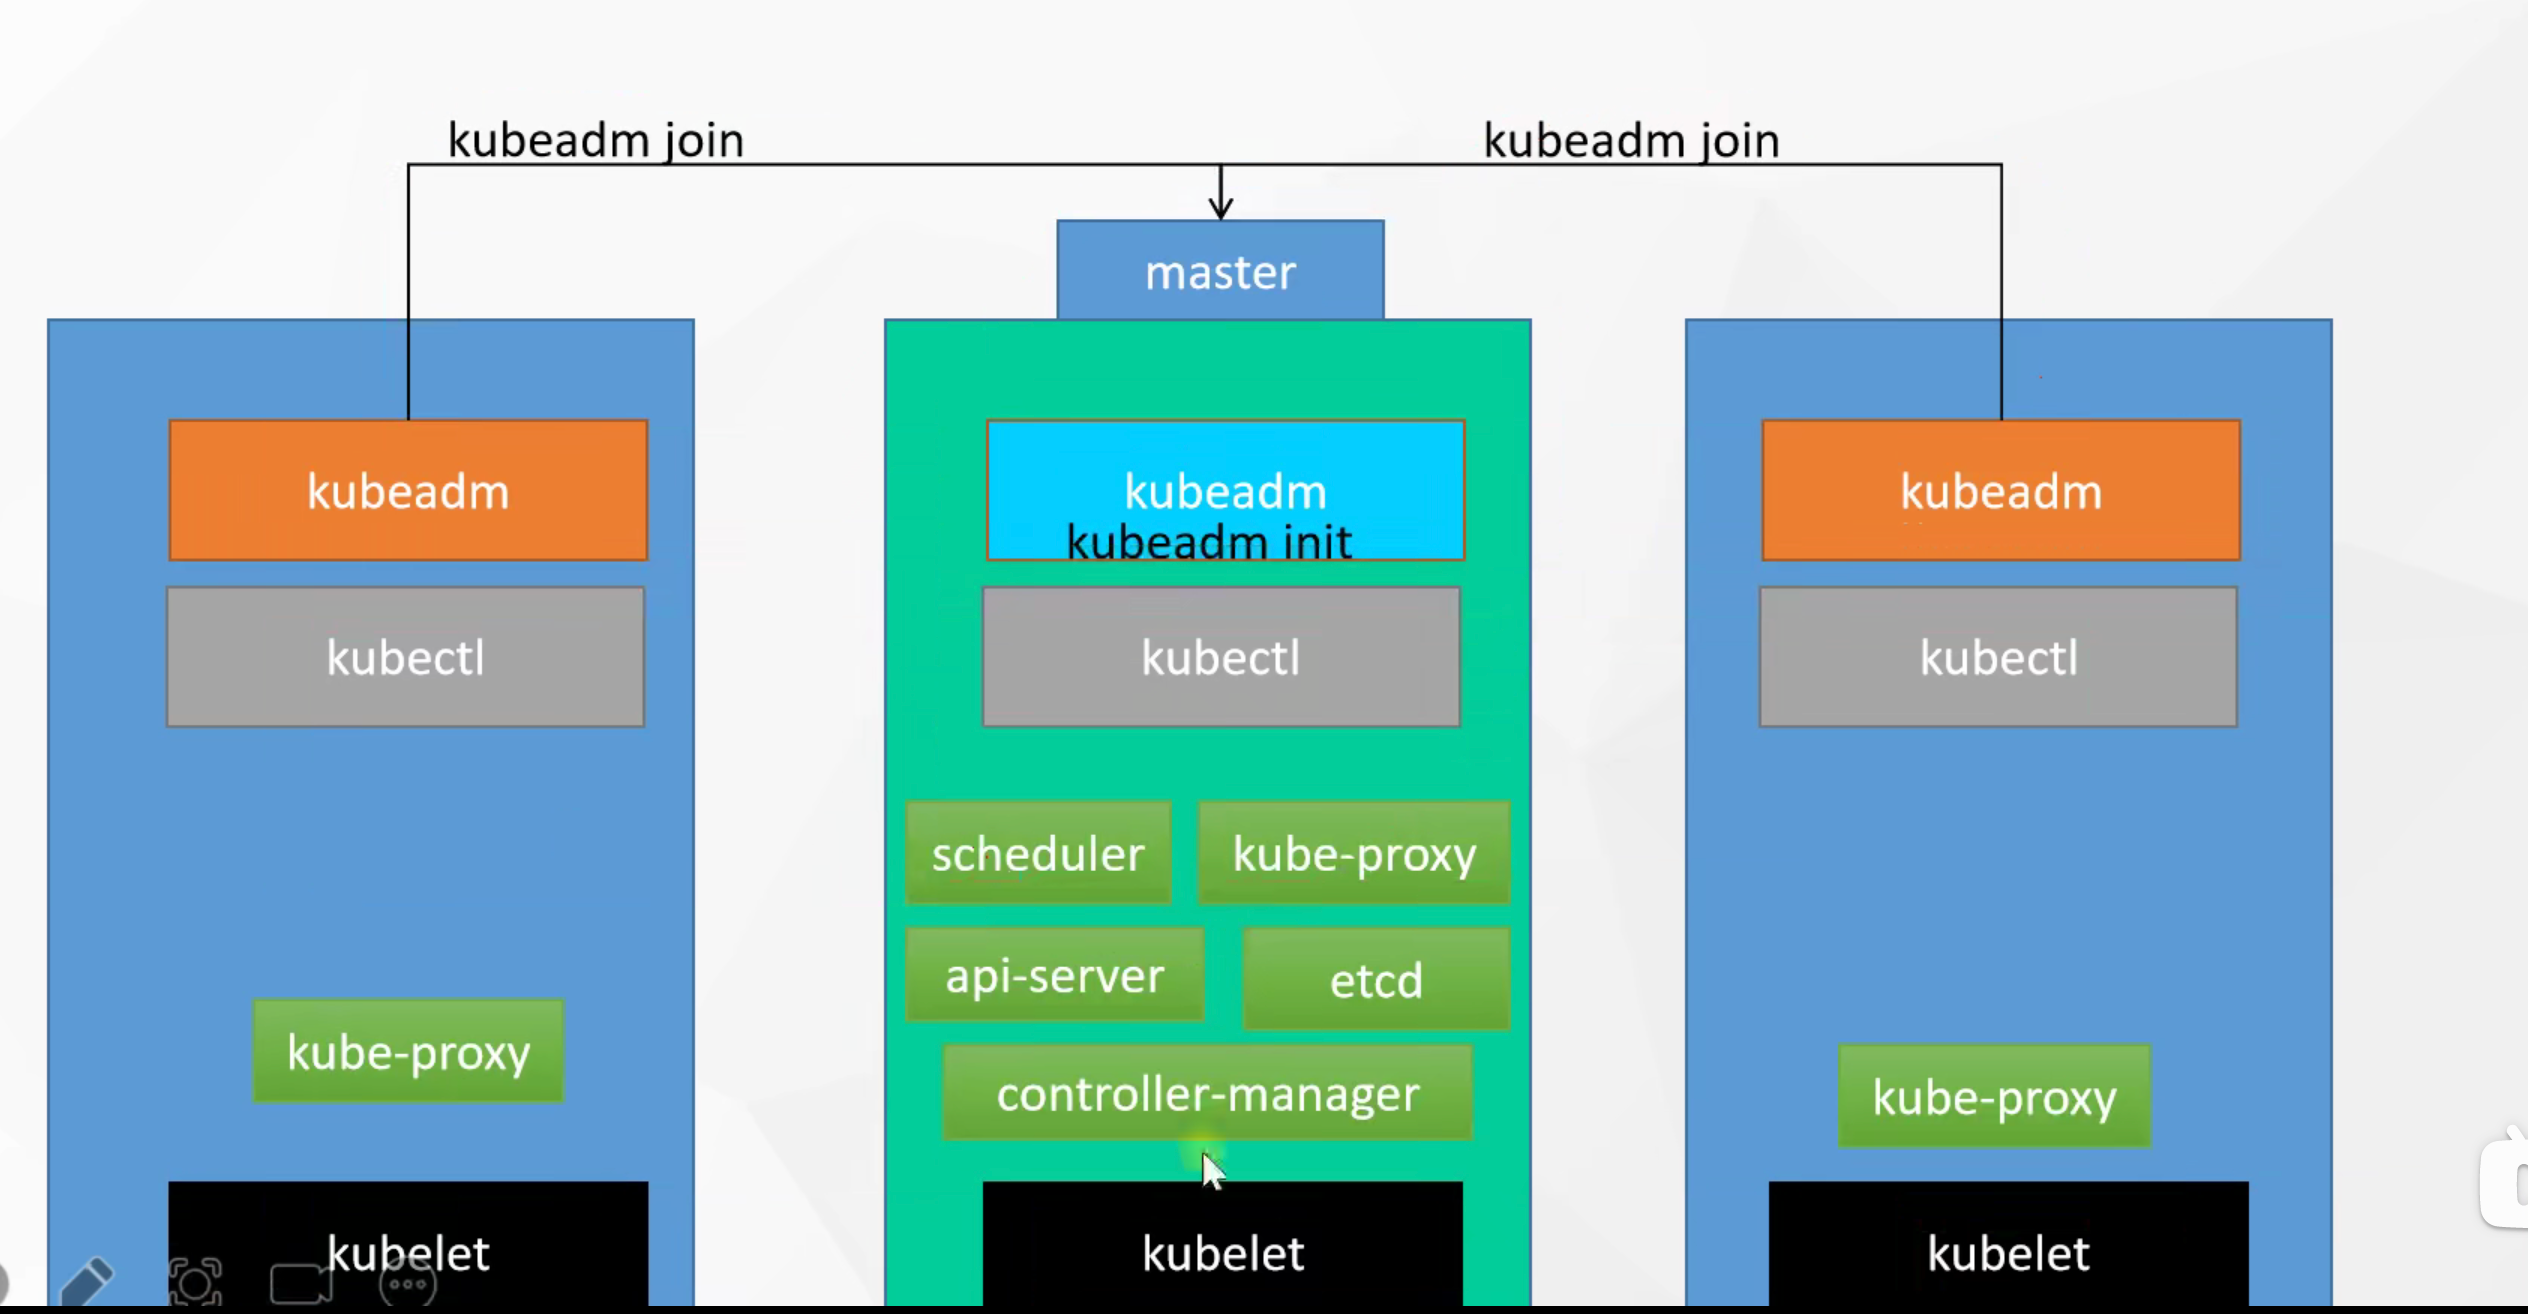 kubeadm join
kubeadm join
master
kubeadm
kubeadm
kubeadm init
kubeadm
kubectl
kubectl
kubectl
scheduler
kube-proxy
api-server
etcd
kube-proxy
controller-manager
kube-proxy
kubelet
kubelet
kubelet